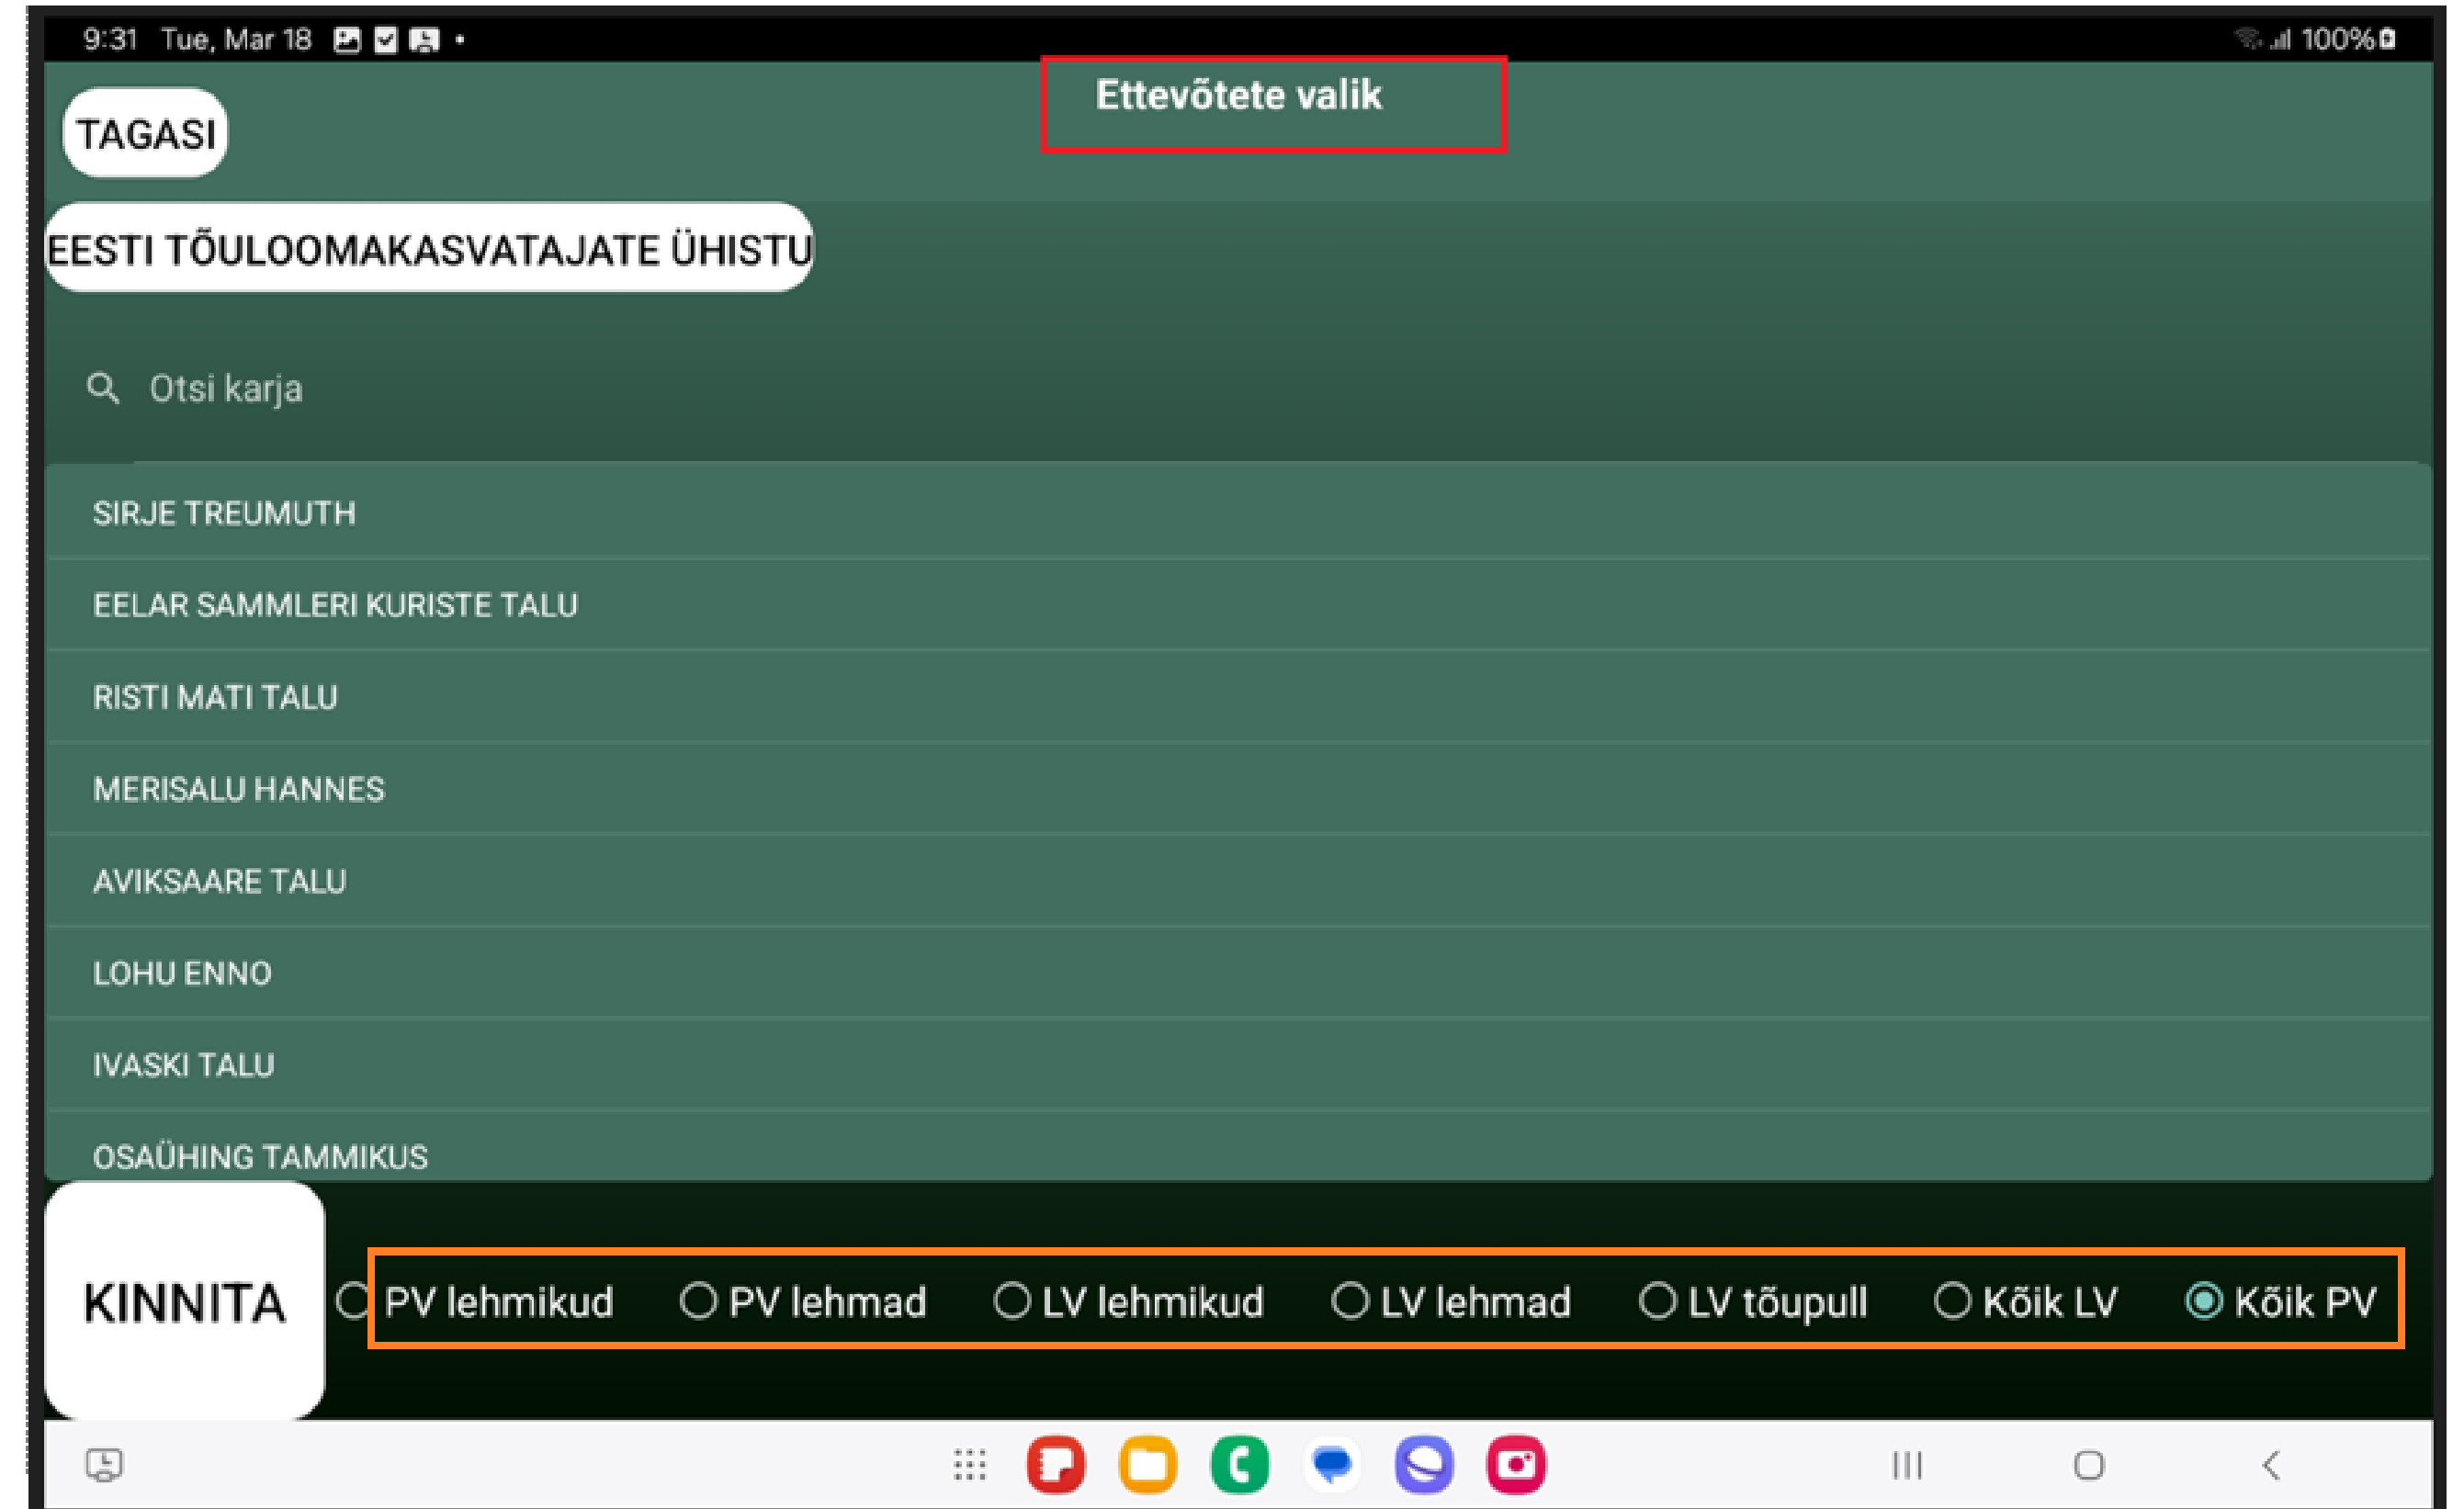 9:31 Tue, Mar 18
100%
Ettevõtete valik
TAGASI
EESTI TÕULOOMAKASVATAJATE ÜHISTU
Otsi karja
SIRJE TREUMUTH
EELAR SAMMLERI KURISTE TALU
RISTI MATI TALU
MERISALU HANNES
AVIKSAARE TALU
LOHU ENNO
IVASKI TALU
OSAÜHING TAMMIKUS
KINNITA PV lehmikud PV lehmad LV lehmikud LV lehmad LV tõupull Kõik LV Kõik PV